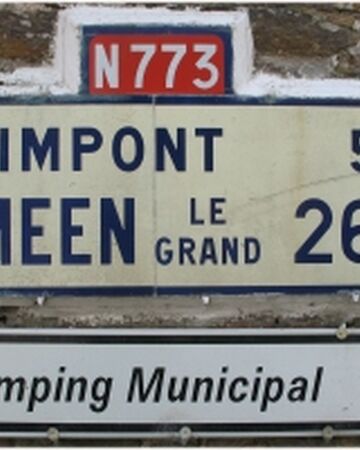 N773
IMPONT 5
MEEN LE GRAND 26
mping Municipal